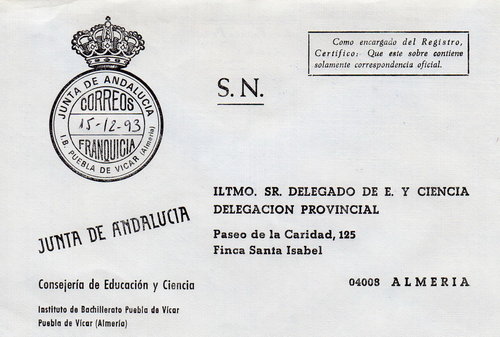 Como encargado del Registro,
Certifico: Que este sobre contiene
solamente correspondencia oficial.
JUNTA DE ANDALUCIA
CORREOS
15-12-93
FRANQUICIA
I.B. PUEBLA DE VICAR (Almería)
S. N.
ILTMO. SR. DELEGADO DE E. Y CIENCIA
DELEGACION PROVINCIAL
Paseo de la Caridad, 125
Finca Santa Isabel
04008 ALMERIA
JUNTA DE ANDALUCIA
Consejería de Educación y Ciencia
Instituto de Bachillerato Puebla de Vícar
Puebla de Vícar (Almería)